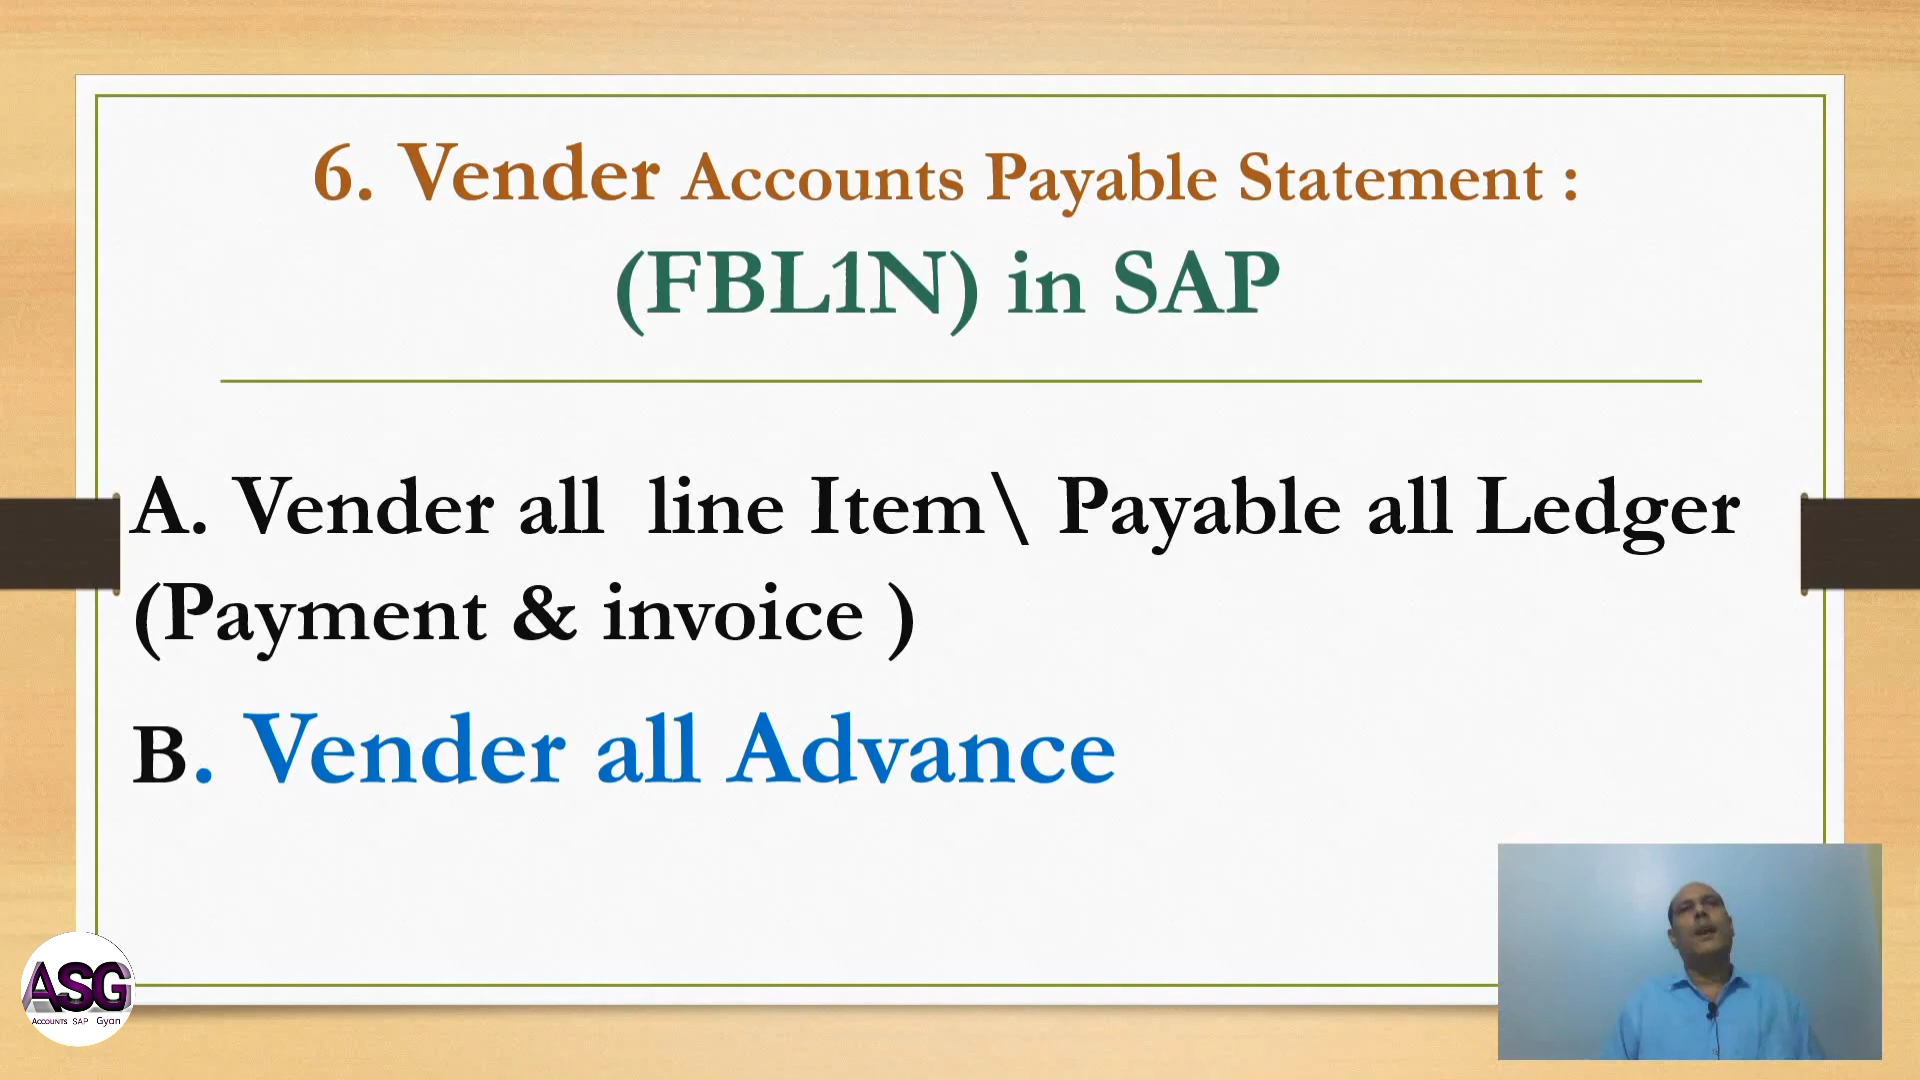 6. Vender Accounts Payable Statement :
(FBL1N) in SAP
A. Vender all line Item\ Payable all Ledger
(Payment & invoice )
B. Vender all Advance
ASG
Accounts SAP Gyan